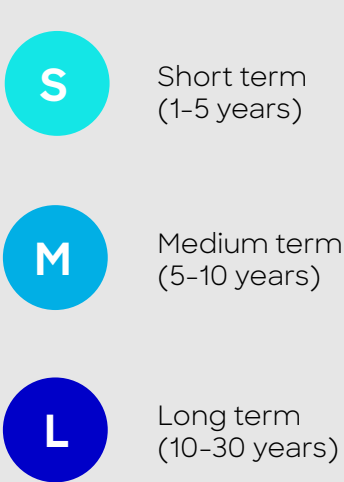 S
Short term
(1–5 years)
M
Medium term
(5–10 years)
L
Long term
(10–30 years)